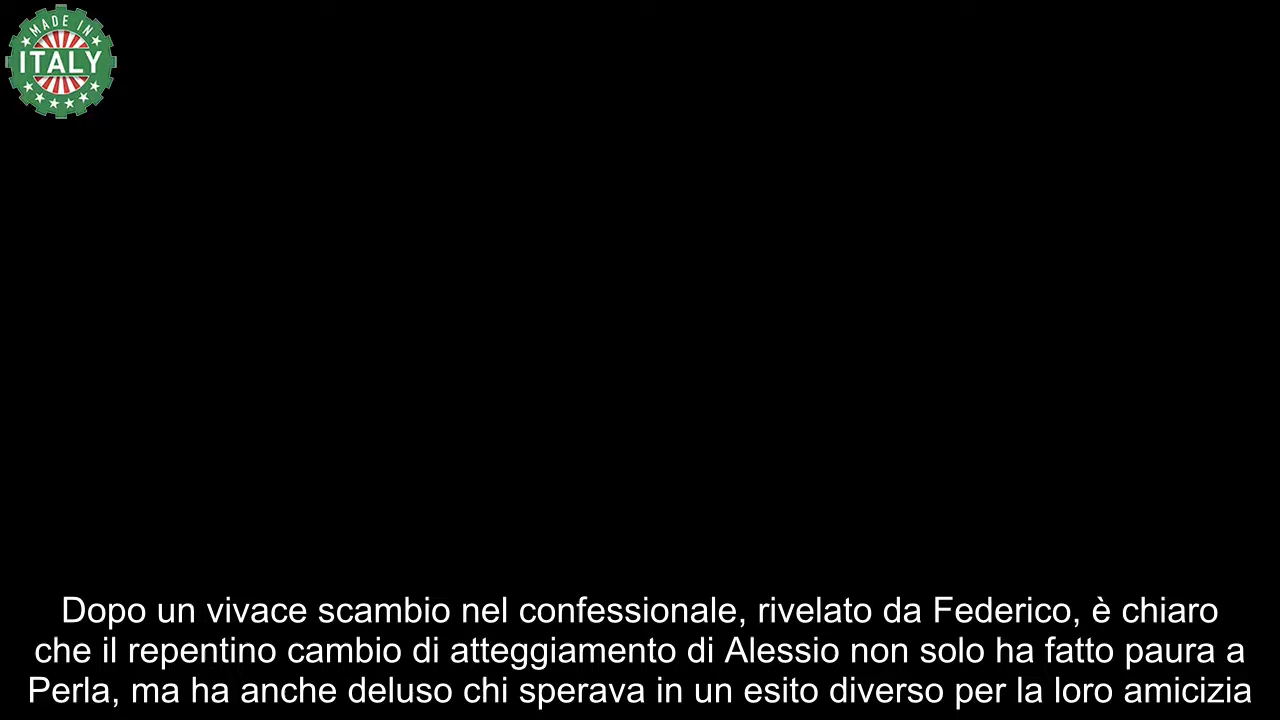 MADE IN
ITALY
Dopo un vivace scambio nel confessionale, rivelato da Federico, è chiaro
che il repentino cambio di atteggiamento di Alessio non solo ha fatto paura a
Perla, ma ha anche deluso chi sperava in un esito diverso per la loro amicizia